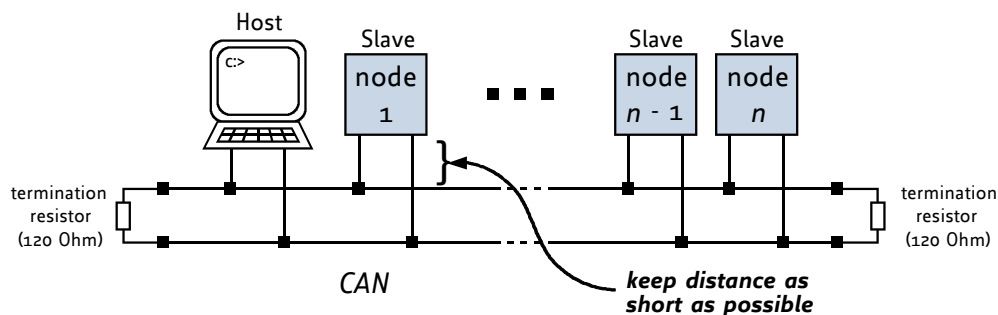 Host
c:>
Slave
node
1
Slave
node
n - 1
Slave
node
n
termination
resistor
(120 Ohm)
termination
resistor
(120 Ohm)
CAN
keep distance as
short as possible